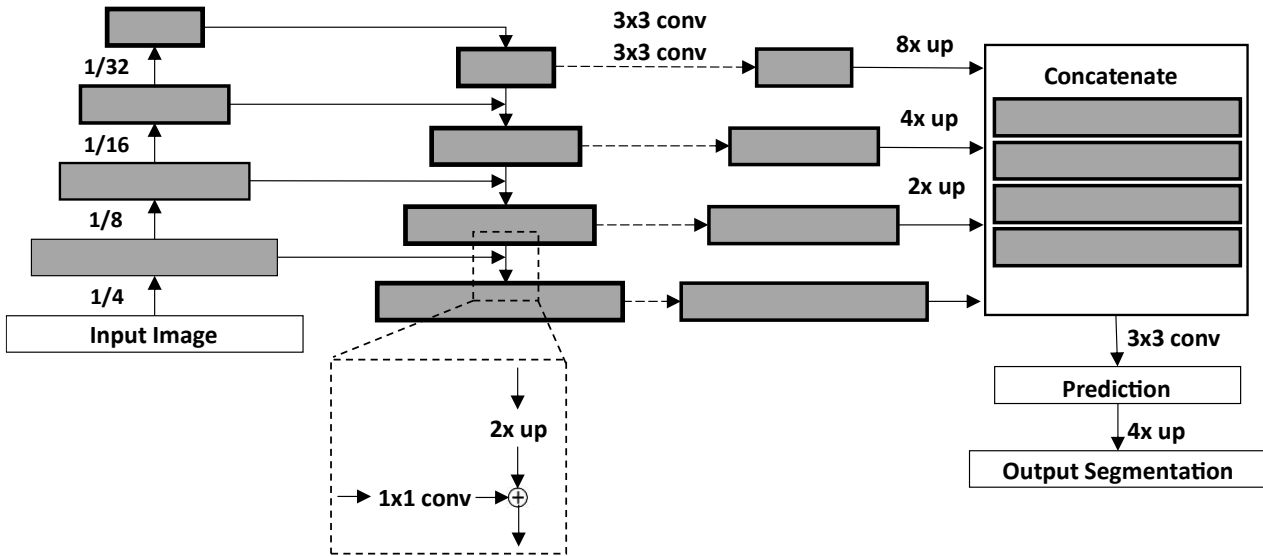 3x3 conv
3x3 conv
8x up
1/32
Concatenate
4x up
1/16
2x up
1/8
1/4
Input Image
3x3 conv
Prediction
2x up
4x up
Output Segmentation
1x1 conv
+